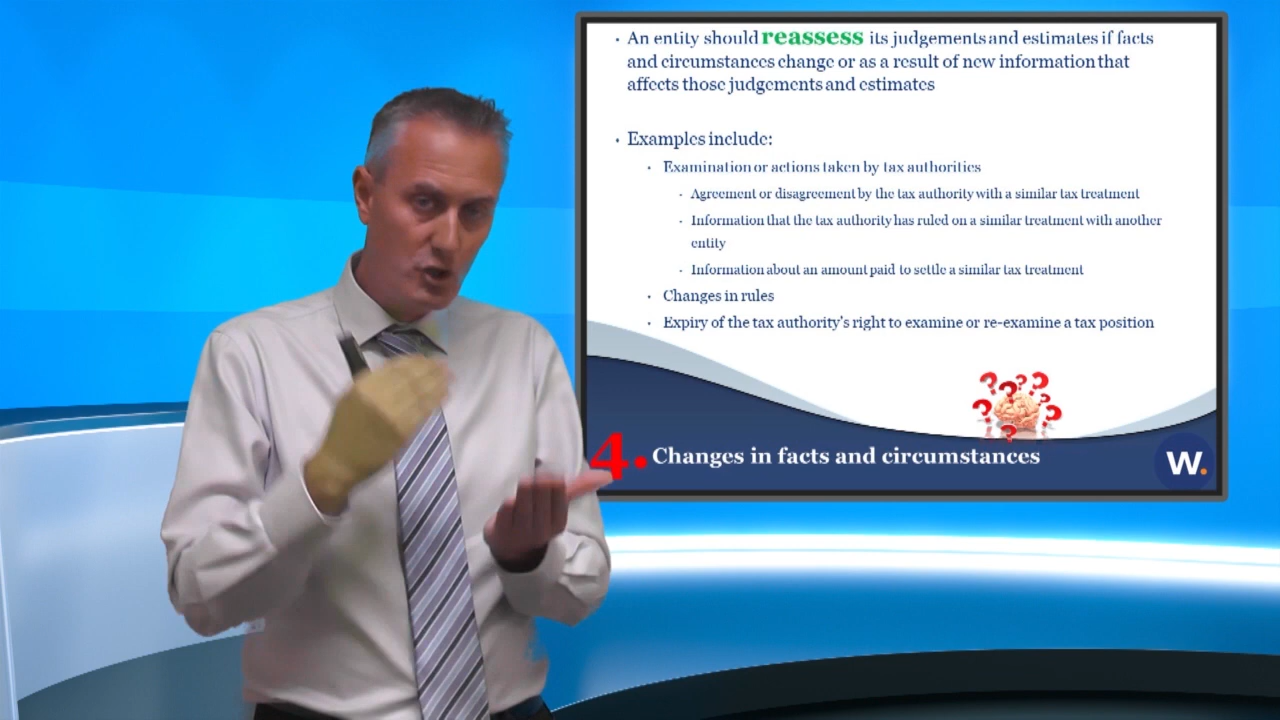 An entity should reassess its judgements and estimates if facts
and circumstances change or as a result of new information that
affects those judgements and estimates
Examples include:
Examination or actions taken by tax authorities
Agreement or disagreement by the tax authority with a similar tax treatment
Information that the tax authority has ruled on a similar treatment with another
entity
Information about an amount paid to settle a similar tax treatment
Changes in rules
Expiry of the tax authority's right to examine or re-examine a tax position
4. Changes in facts and circumstances
W.